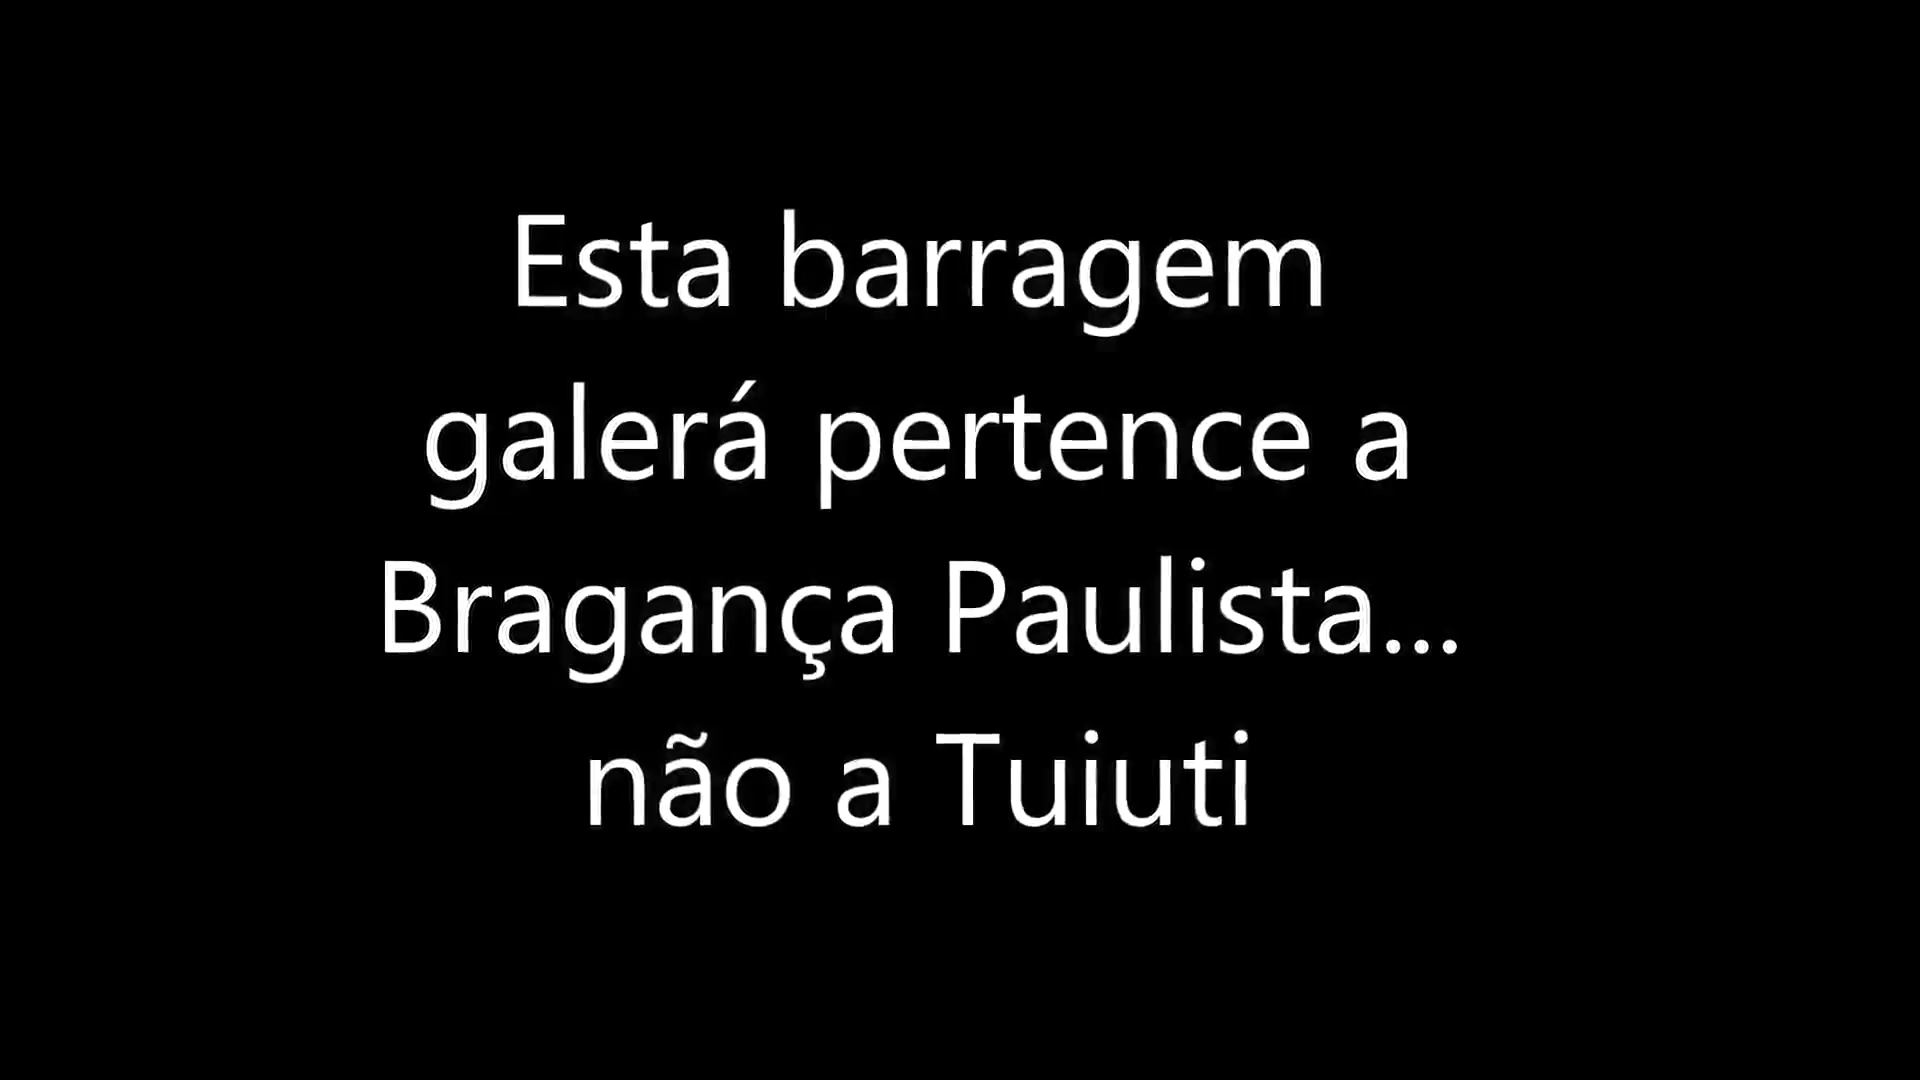 Esta barragem
galerá pertence a
Bragança Paulista...
não a Tuiuti